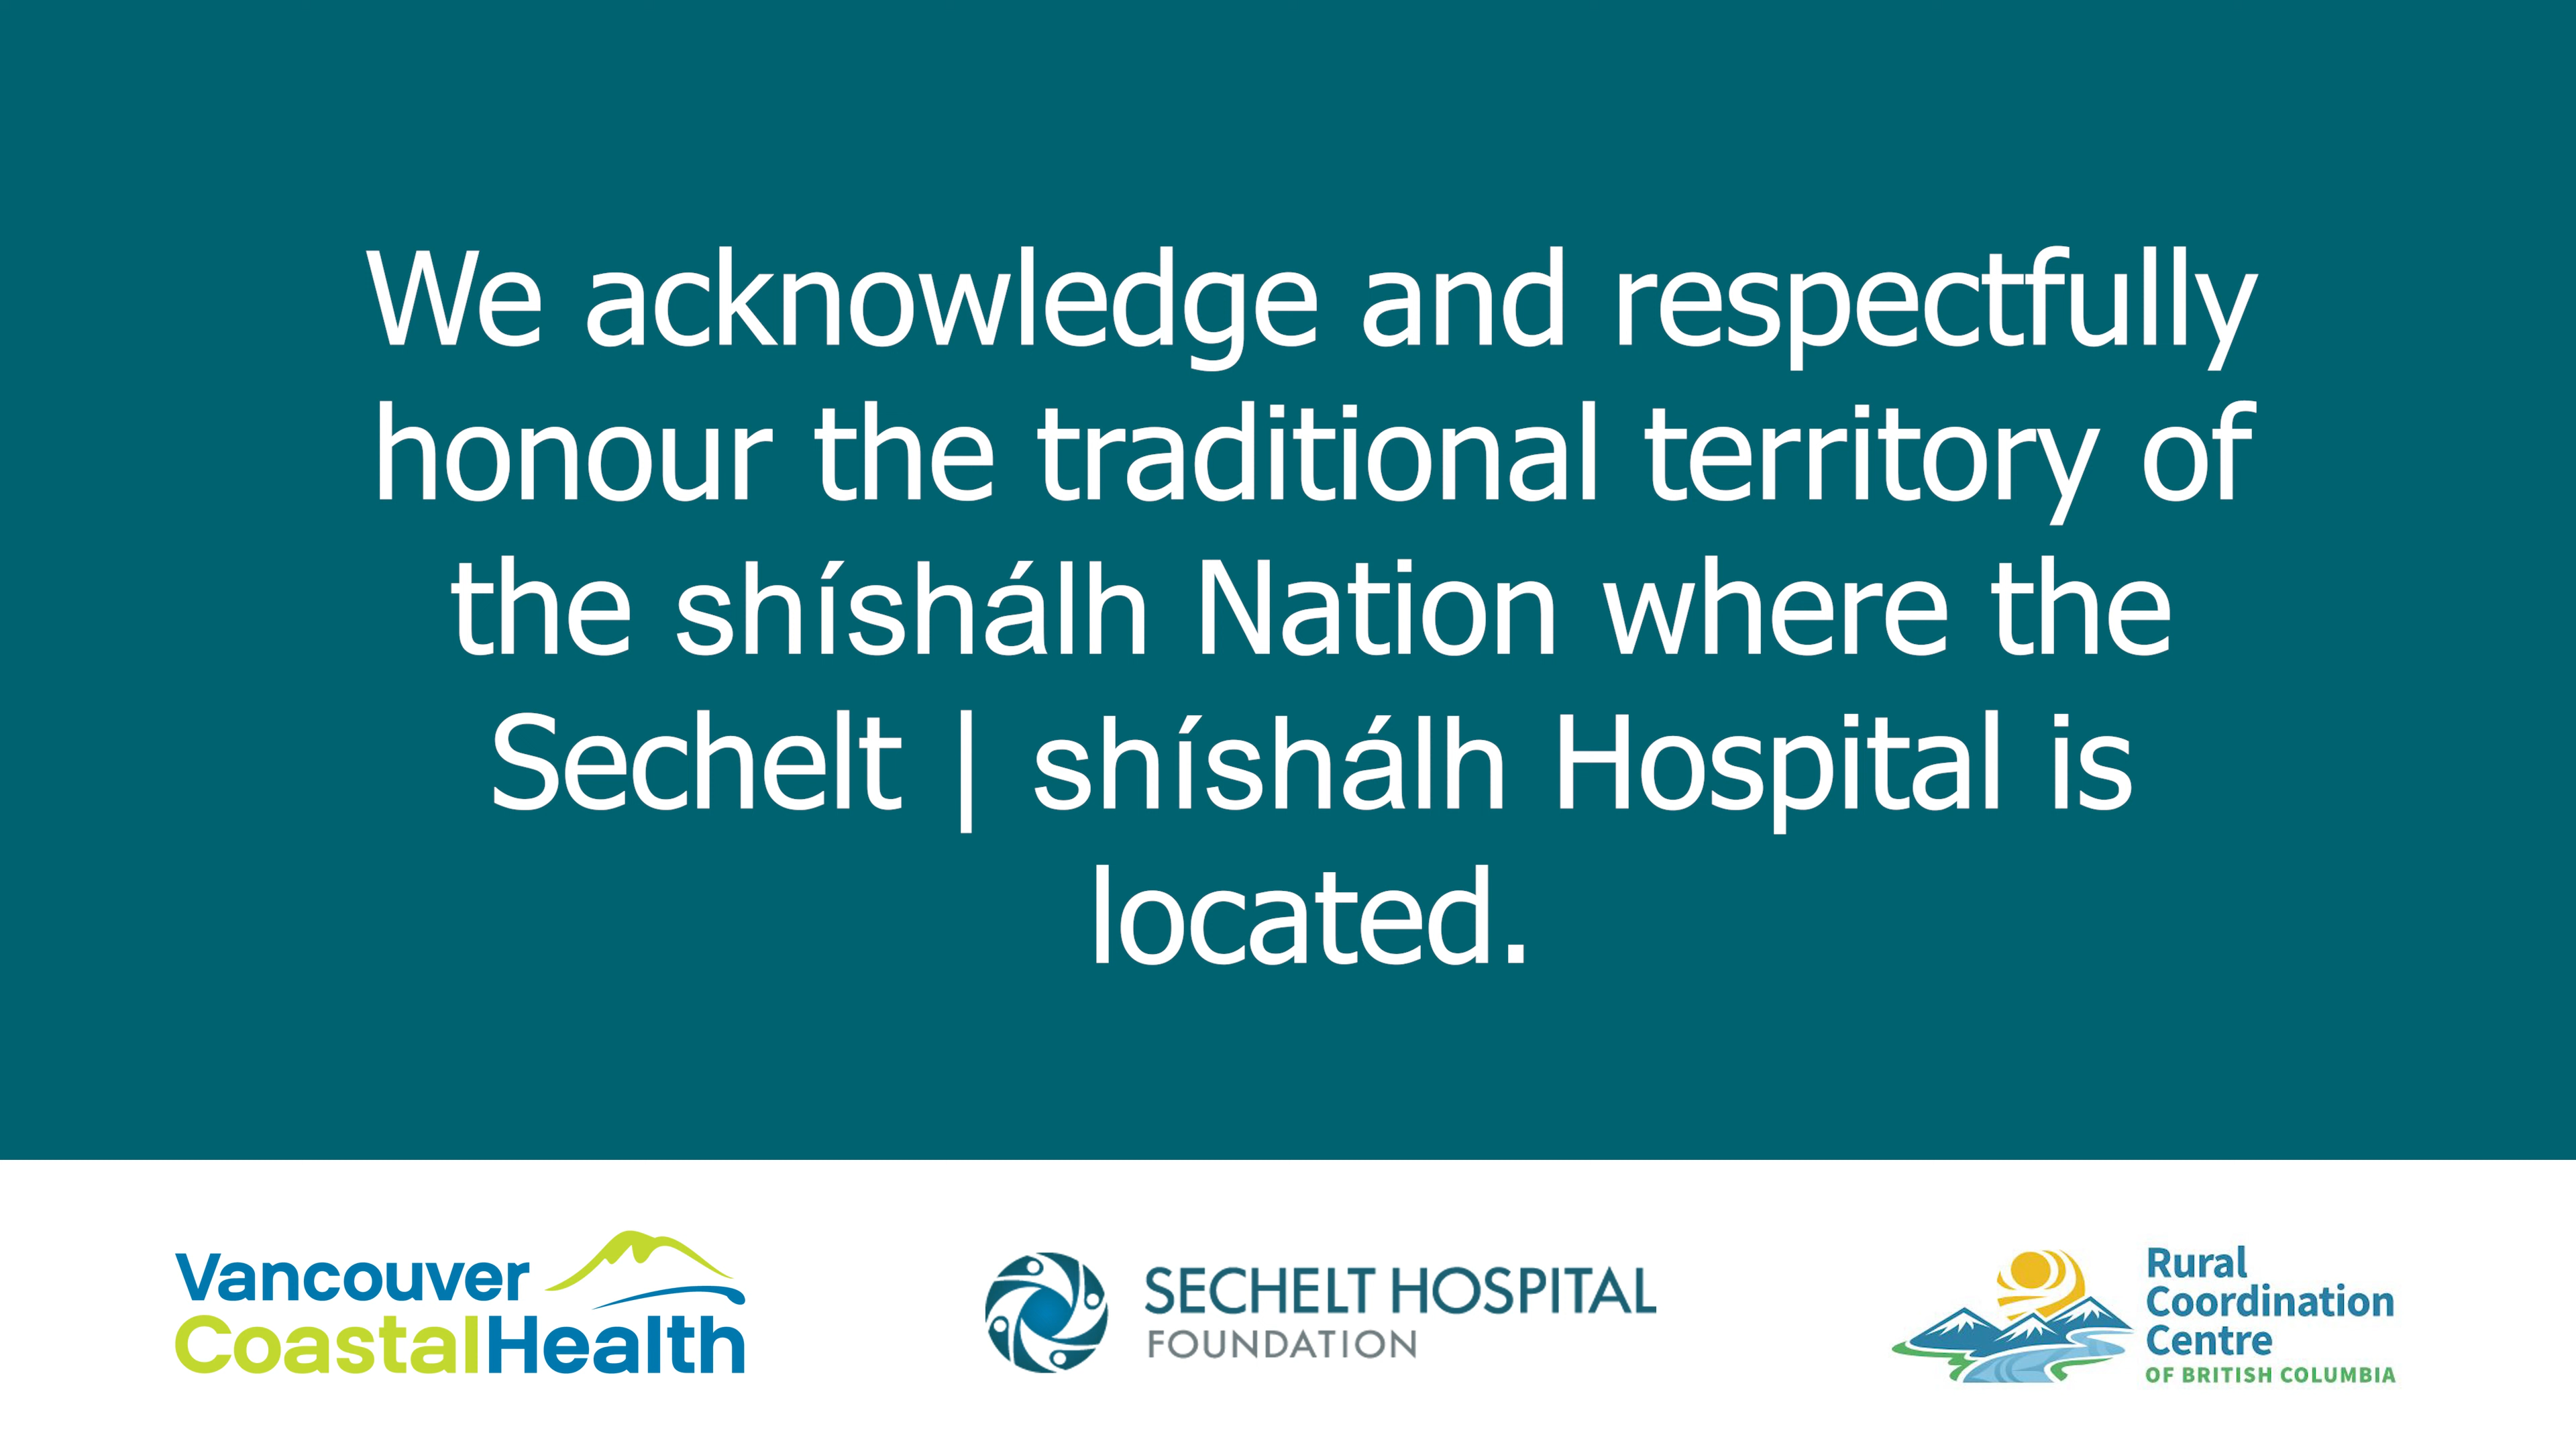 We acknowledge and respectfully
honour the traditional territory of
the shíshálh Nation where the
Sechelt | shíshálh Hospital is
located.
Vancouver
CoastalHealth
SECHELT HOSPITAL
FOUNDATION
Rural
Coordination
Centre
OF BRITISH COLUMBIA